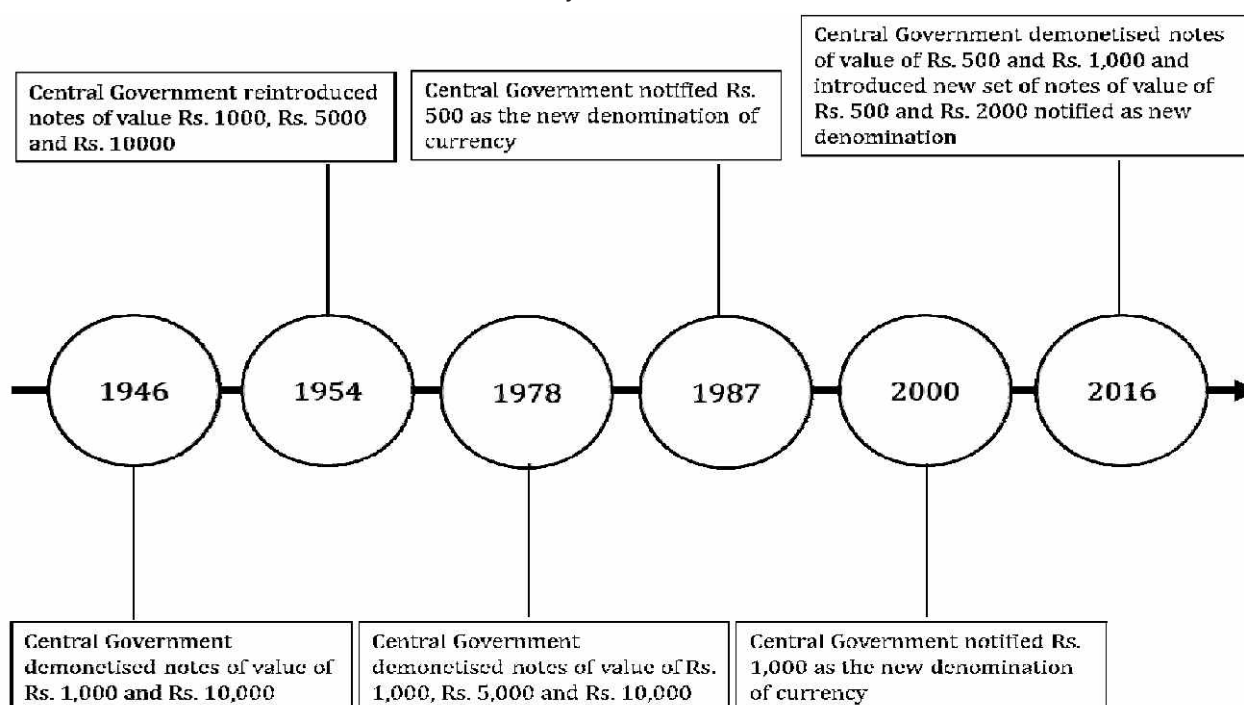 Central Government reintroduced
notes of value Rs. 1000, Rs. 5000
and Rs. 10000
Central Government notified Rs.
500 as the new denomination of
currency
Central Government demonetised notes
of value of Rs. 500 and Rs. 1,000 and
introduced new set of notes of value of
Rs. 500 and Rs. 2000 notified as new
denomination
1946
1954
1978
1987
2000
2016
Central Government
demonetised notes of value of
Rs. 1,000 and Rs. 10,000
Central Government
demonetised notes of value of Rs.
1,000, Rs. 5,000 and Rs. 10,000
Central Government notified Rs.
1,000 as the new denomination
of currency